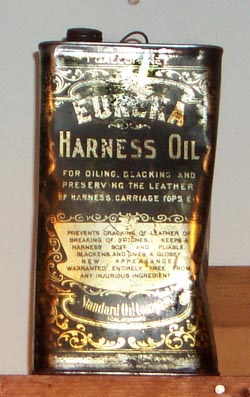 EUREKA
HARNESS OIL
FOR OILING, BLACKING AND
PRESERVING THE LEATHER
OF HARNESS, CARRIAGE TOPS, ETC
PREVENTS CRACKING OF LEATHER OR
BREAKING OF STITCHES. KEEPS A
HARNESS SOFT AND PLIABLE.
BLACKENS AND GIVES A GLOSSY
NEW APPEARANCE
WARRANTED ENTIRELY FREE FROM
ANY INJURIOUS INGREDIENT
Standard Oil Company